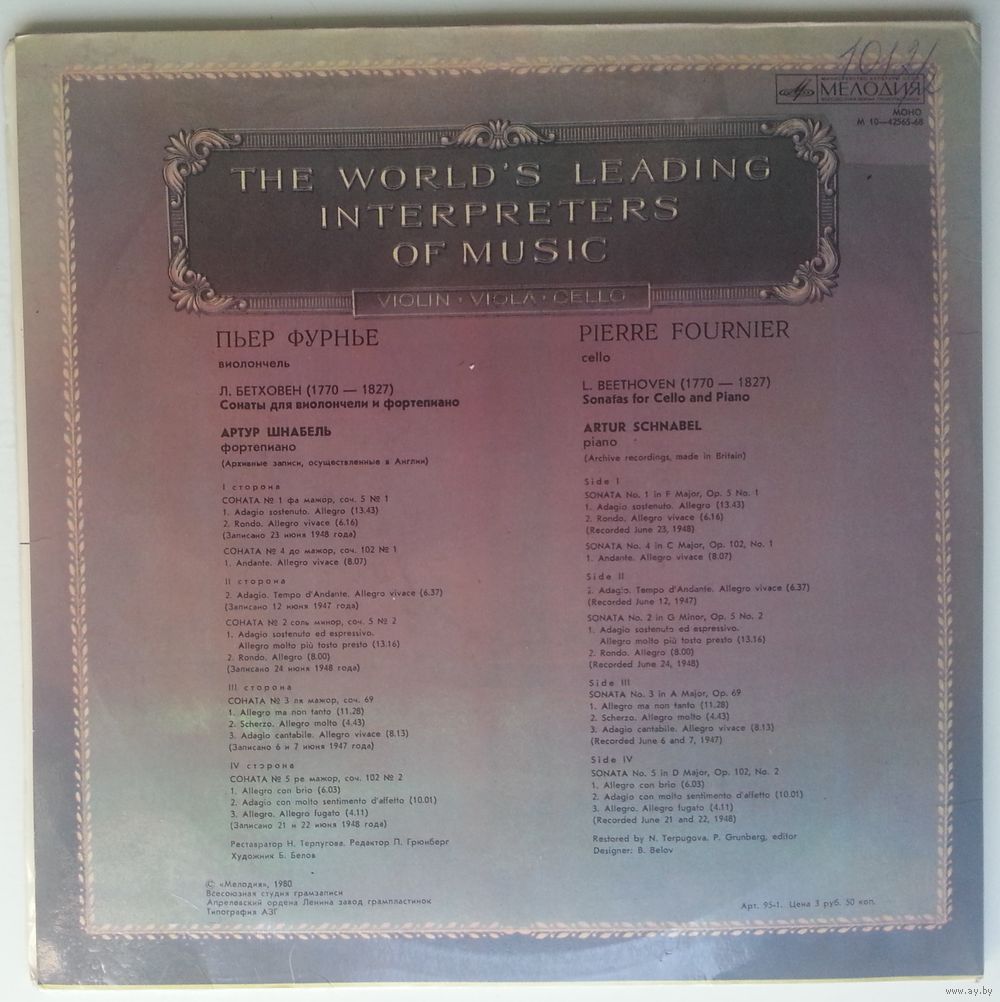 МЕЛОДИЯ
МОНО
М 10—42565-68
THE WORLD'S LEADING
INTERPRETERS
OF MUSIC
VIOLIN · VIOLA · CELLO
ПЬЕР ФУРНЬЕ
виолончель
Л. БЕТХОВЕН (1770 — 1827)
Сонаты для виолончели и фортепиано
АРТУР ШНАБЕЛЬ
фортепиано
(Архивные записи, осуществленные в Англии)
I сторона
СОНАТА № 1 фа мажор, соч. 5 № 1
1. Adagio sostenuto. Allegro (13.43)
2. Rondo. Allegro vivace (6.16)
(Записано 23 июня 1948 года)
СОНАТА № 4 до мажор, соч. 102 № 1
1. Andante. Allegro vivace (8.07)
II сторона
2. Adagio. Tempo d'Andante. Allegro vivace (6.37)
(Записано 12 июня 1947 года)
СОНАТА № 2 соль минор, соч. 5 № 2
1. Adagio sostenuto ed espressivo.
Allegro molto più tosto presto (13.16)
2. Rondo. Allegro (8.00)
(Записано 24 июня 1948 года)
III сторона
СОНАТА № 3 ля мажор, соч. 69
1. Allegro ma non tanto (11.28)
2. Scherzo. Allegro molto (4.43)
3. Adagio cantabile. Allegro vivace (8.13)
(Записано 6 и 7 июня 1947 года)
IV сторона
СОНАТА № 5 ре мажор, соч. 102 № 2
1. Allegro con brio (6.03)
2. Adagio con molto sentimento d'affetto (10.01)
3. Allegro. Allegro fugato (4.11)
(Записано 21 и 22 июня 1948 года)
Реставратор Н. Терпугова. Редактор П. Грюнберг
Художник Б. Белов
© «Мелодия», 1980
Всесоюзная студия грамзаписи
Апрелевский ордена Ленина завод грампластинок
Типография АЗГ
PIERRE FOURNIER
cello
L. BEETHOVEN (1770 — 1827)
Sonatas for Cello and Piano
ARTUR SCHNABEL
piano
(Archive recordings, made in Britain)
Side I
SONATA No. 1 in F Major, Op. 5 No. 1
1. Adagio sostenuto. Allegro (13.43)
2. Rondo. Allegro vivace (6.16)
(Recorded June 23, 1948)
SONATA No. 4 in C Major, Op. 102, No. 1
1. Andante. Allegro vivace (8.07)
Side II
2. Adagio. Tempo d'Andante. Allegro vivace (6.37)
(Recorded June 12, 1947)
SONATA No. 2 in G Minor, Op. 5 No. 2
1. Adagio sostenuto ed espressivo.
Allegro molto più tosto presto (13.16)
2. Rondo. Allegro (8.00)
(Recorded June 24, 1948)
Side III
SONATA No. 3 in A Major, Op. 69
1. Allegro ma non tanto (11.28)
2. Scherzo. Allegro molto (4.43)
3. Adagio cantabile. Allegro vivace (8.13)
(Recorded June 6 and 7, 1947)
Side IV
SONATA No. 5 in D Major, Op. 102, No. 2
1. Allegro con brio (6.03)
2. Adagio con molto sentimento d'affetto (10.01)
3. Allegro. Allegro fugato (4.11)
(Recorded June 21 and 22, 1948)
Restored by N. Terpugova. P. Grunberg, editor
Designer: B. Belov
Арт. 95-1. Цена 3 руб. 50 коп.
www.ay.by